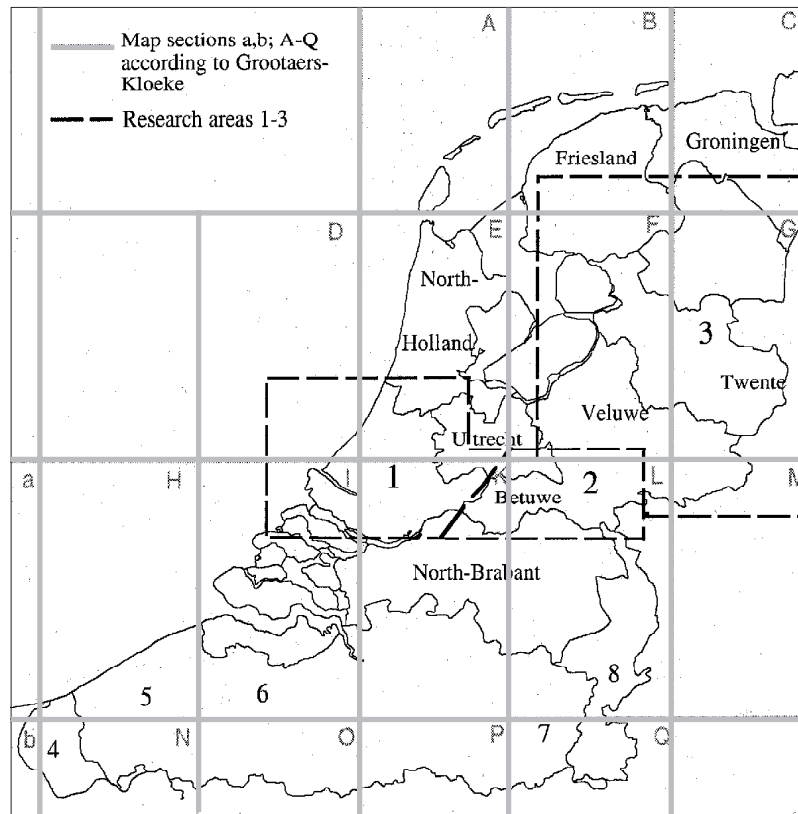 A
B
C
Map sections a,b; A-Q
according to Grootaers-
Kloeke
Research areas 1-3
Groningen
Friesland
D
E
F
G
North-
Holland
3
Twente
Veluwe
Utrecht
a
H
I
1
K
2
L
M
Betuwe
North-Brabant
8
5
6
b
4
N
O
P
7
Q